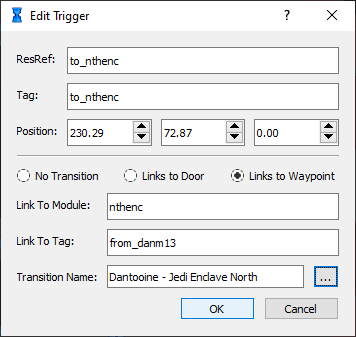 Edit Trigger
ResRef: to_nthenc
Tag: to_nthenc
Position: 230.29 72.87 0.00
No Transition Links to Door Links to Waypoint
Link To Module: nthenc
Link To Tag: from_danm13
Transition Name: Dantooine - Jedi Enclave North ...
OK Cancel